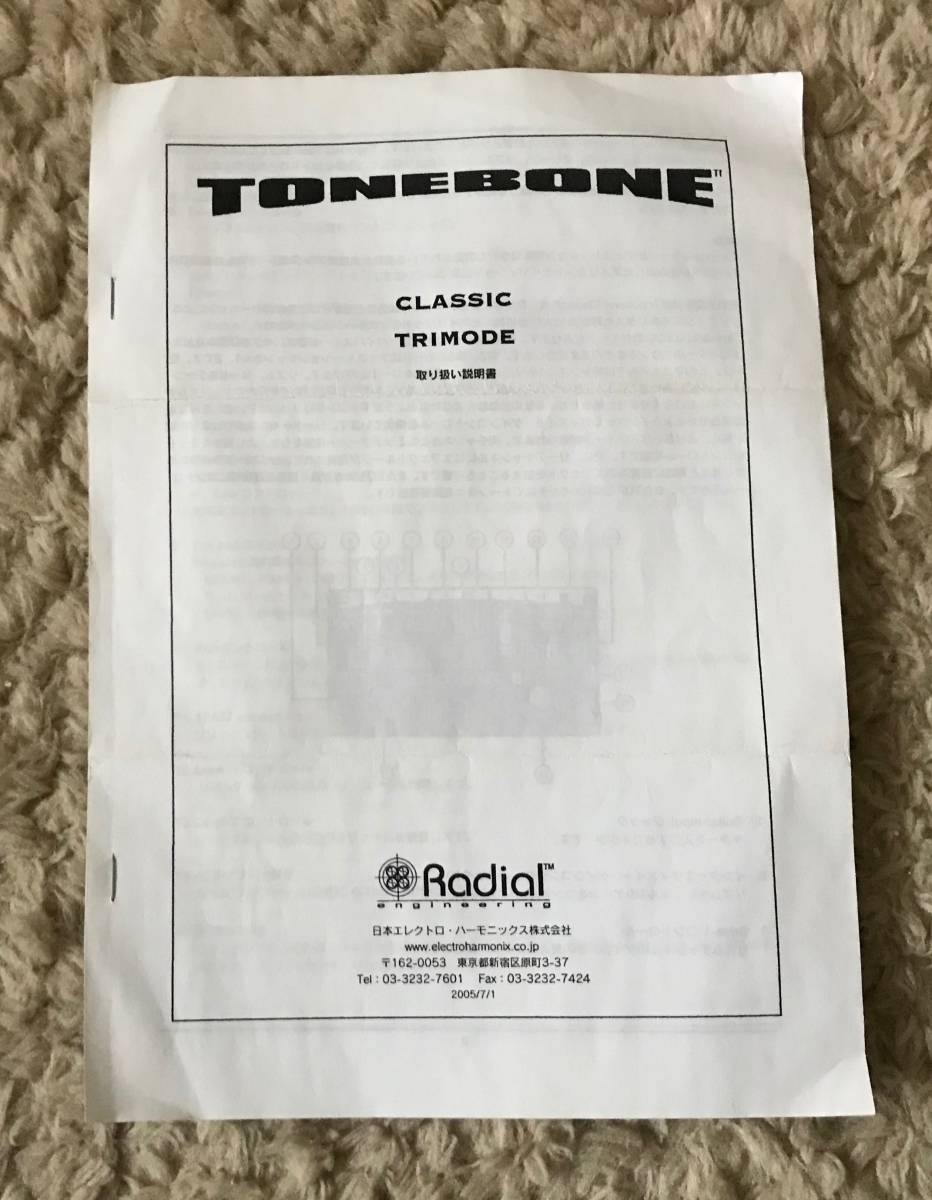 TONEBONE
CLASSIC
TRIMODE
取り扱い説明書
Radial™
engineering
日本エレクトロ・ハーモニックス株式会社
www.electroharmonix.co.jp
〒162-0053 東京都新宿区原町3-37
Tel : 03-3232-7601 Fax : 03-3232-7424
2005/7/1